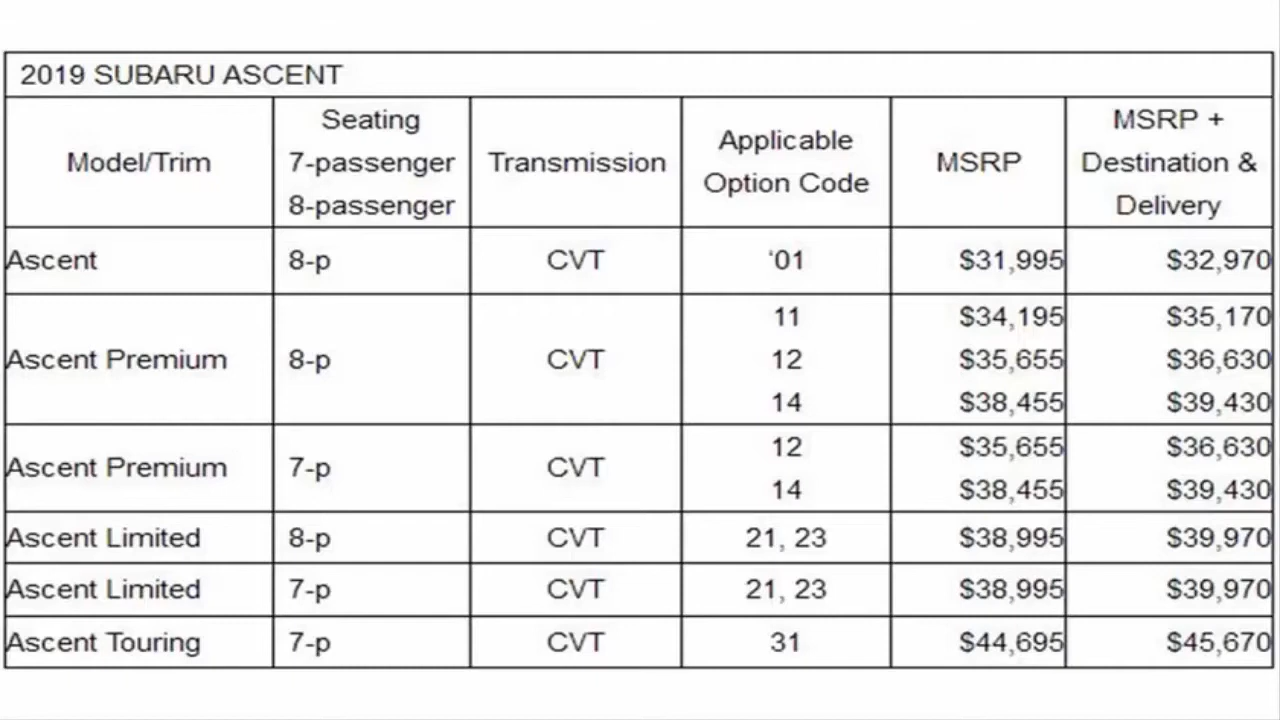 2019 SUBARU ASCENT
Model/Trim
Seating
7-passenger
8-passenger
Transmission
Applicable
Option Code
MSRP
MSRP +
Destination &
Delivery
Ascent 8-p CVT '01 $31,995 $32,970
Ascent Premium 8-p CVT
11 $34,195 $35,170
12 $35,655 $36,630
14 $38,455 $39,430
Ascent Premium 7-p CVT
12 $35,655 $36,630
14 $38,455 $39,430
Ascent Limited 8-p CVT 21, 23 $38,995 $39,970
Ascent Limited 7-p CVT 21, 23 $38,995 $39,970
Ascent Touring 7-p CVT 31 $44,695 $45,670